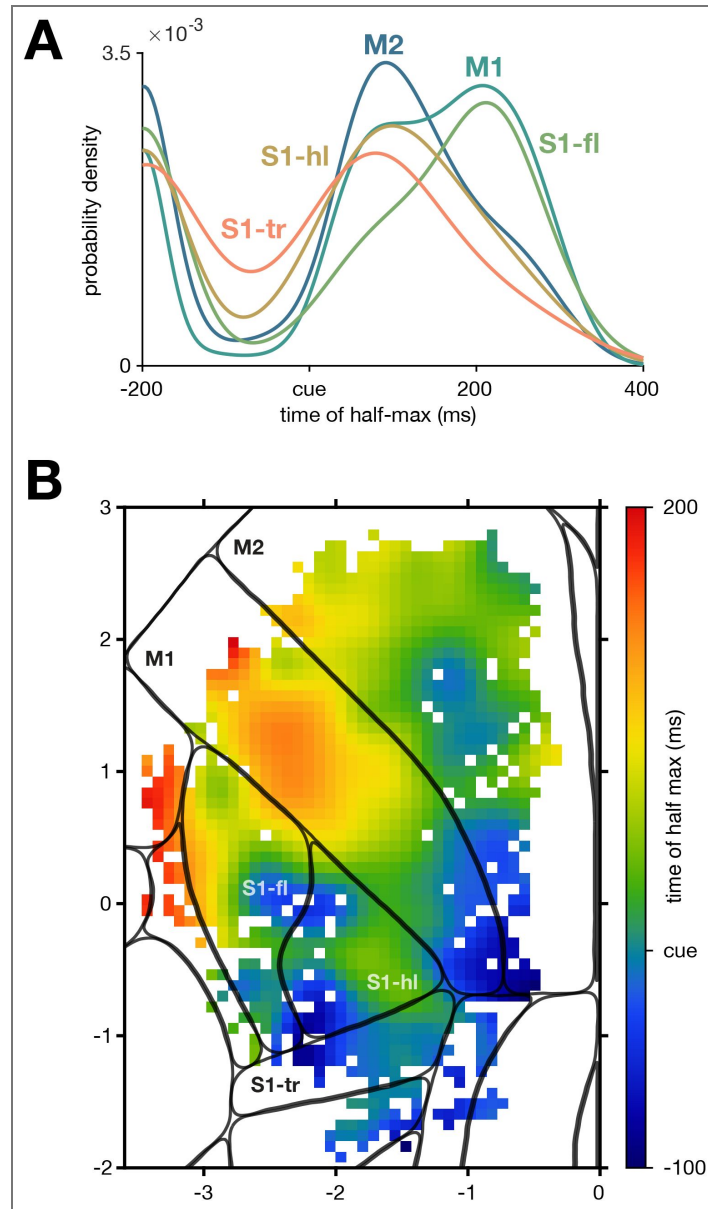 A
×10⁻³
3.5
M2
M1
S1-hl
S1-fl
S1-tr
probability density
0
-200
cue
200
400
time of half-max (ms)
B
3
2
1
0
-1
-2
M2
M1
S1-fl
S1-hl
S1-tr
-3
-2
-1
0
200
cue
-100
time of half max (ms)